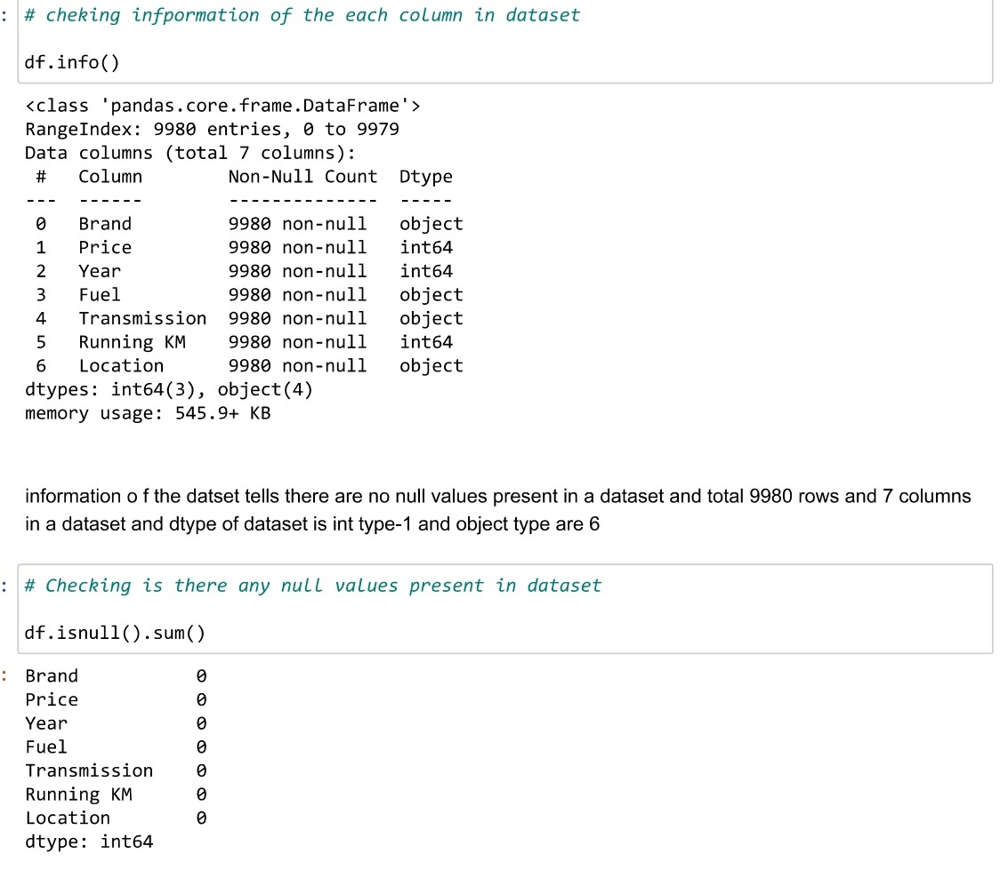 : # cheking infpormation of the each column in dataset
df.info()
<class 'pandas.core.frame.DataFrame'>
RangeIndex: 9980 entries, 0 to 9979
Data columns (total 7 columns):
 #   Column        Non-Null Count  Dtype
---  ------        --------------  -----
 0   Brand         9980 non-null   object
 1   Price         9980 non-null   int64
 2   Year          9980 non-null   int64
 3   Fuel          9980 non-null   object
 4   Transmission  9980 non-null   object
 5   Running KM    9980 non-null   int64
 6   Location      9980 non-null   object
dtypes: int64(3), object(4)
memory usage: 545.9+ KB
information o f the datset tells there are no null values present in a dataset and total 9980 rows and 7 columns
in a dataset and dtype of dataset is int type-1 and object type are 6
: # Checking is there any null values present in dataset
df.isnull().sum()
: Brand           0
Price           0
Year            0
Fuel            0
Transmission    0
Running KM      0
Location        0
dtype: int64